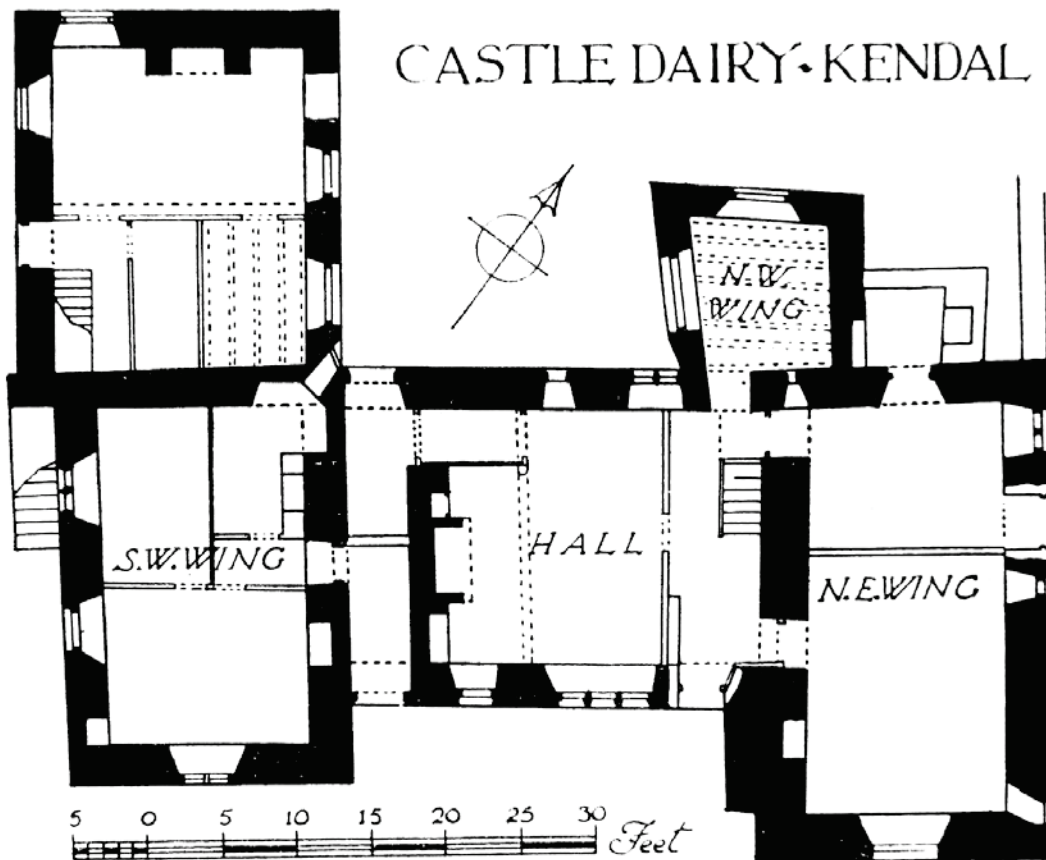 CASTLE DAIRY·KENDAL
N.W.
WING
HALL
S.W.WING
N.E.WING
5 0 5 10 15 20 25 30 Feet